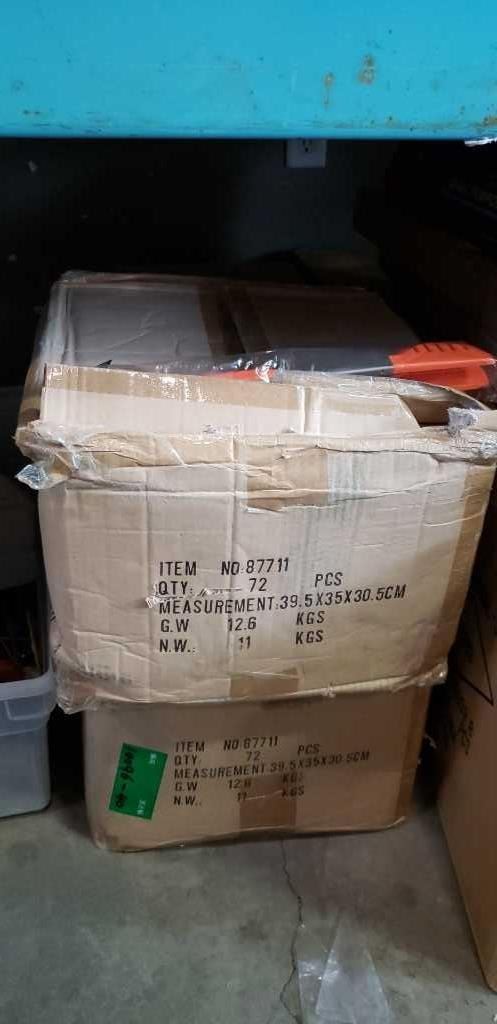 ITEM NO:87711
QTY: 72 PCS
MEASUREMENT:39.5X35X30.5CM
G.W 12.6 KGS
N.W.: 11 KGS
ITEM NO:87711
QTY. 72 PCS
MEASUREMENT:39.5X35X30.5CM
G.W 12.6 KGS
N.W.: 11 KGS